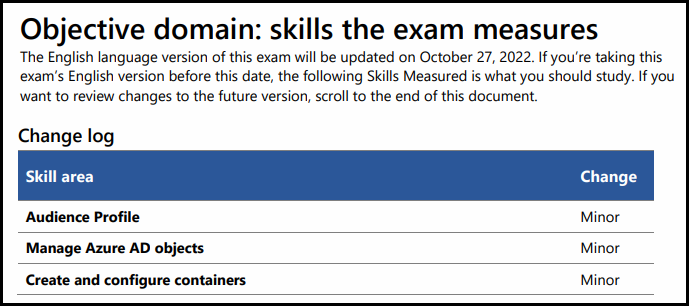 Objective domain: skills the exam measures
The English language version of this exam will be updated on October 27, 2022. If you’re taking this
exam’s English version before this date, the following Skills Measured is what you should study. If you
want to review changes to the future version, scroll to the end of this document.
Change log
Skill area Change
Audience Profile Minor
Manage Azure AD objects Minor
Create and configure containers Minor